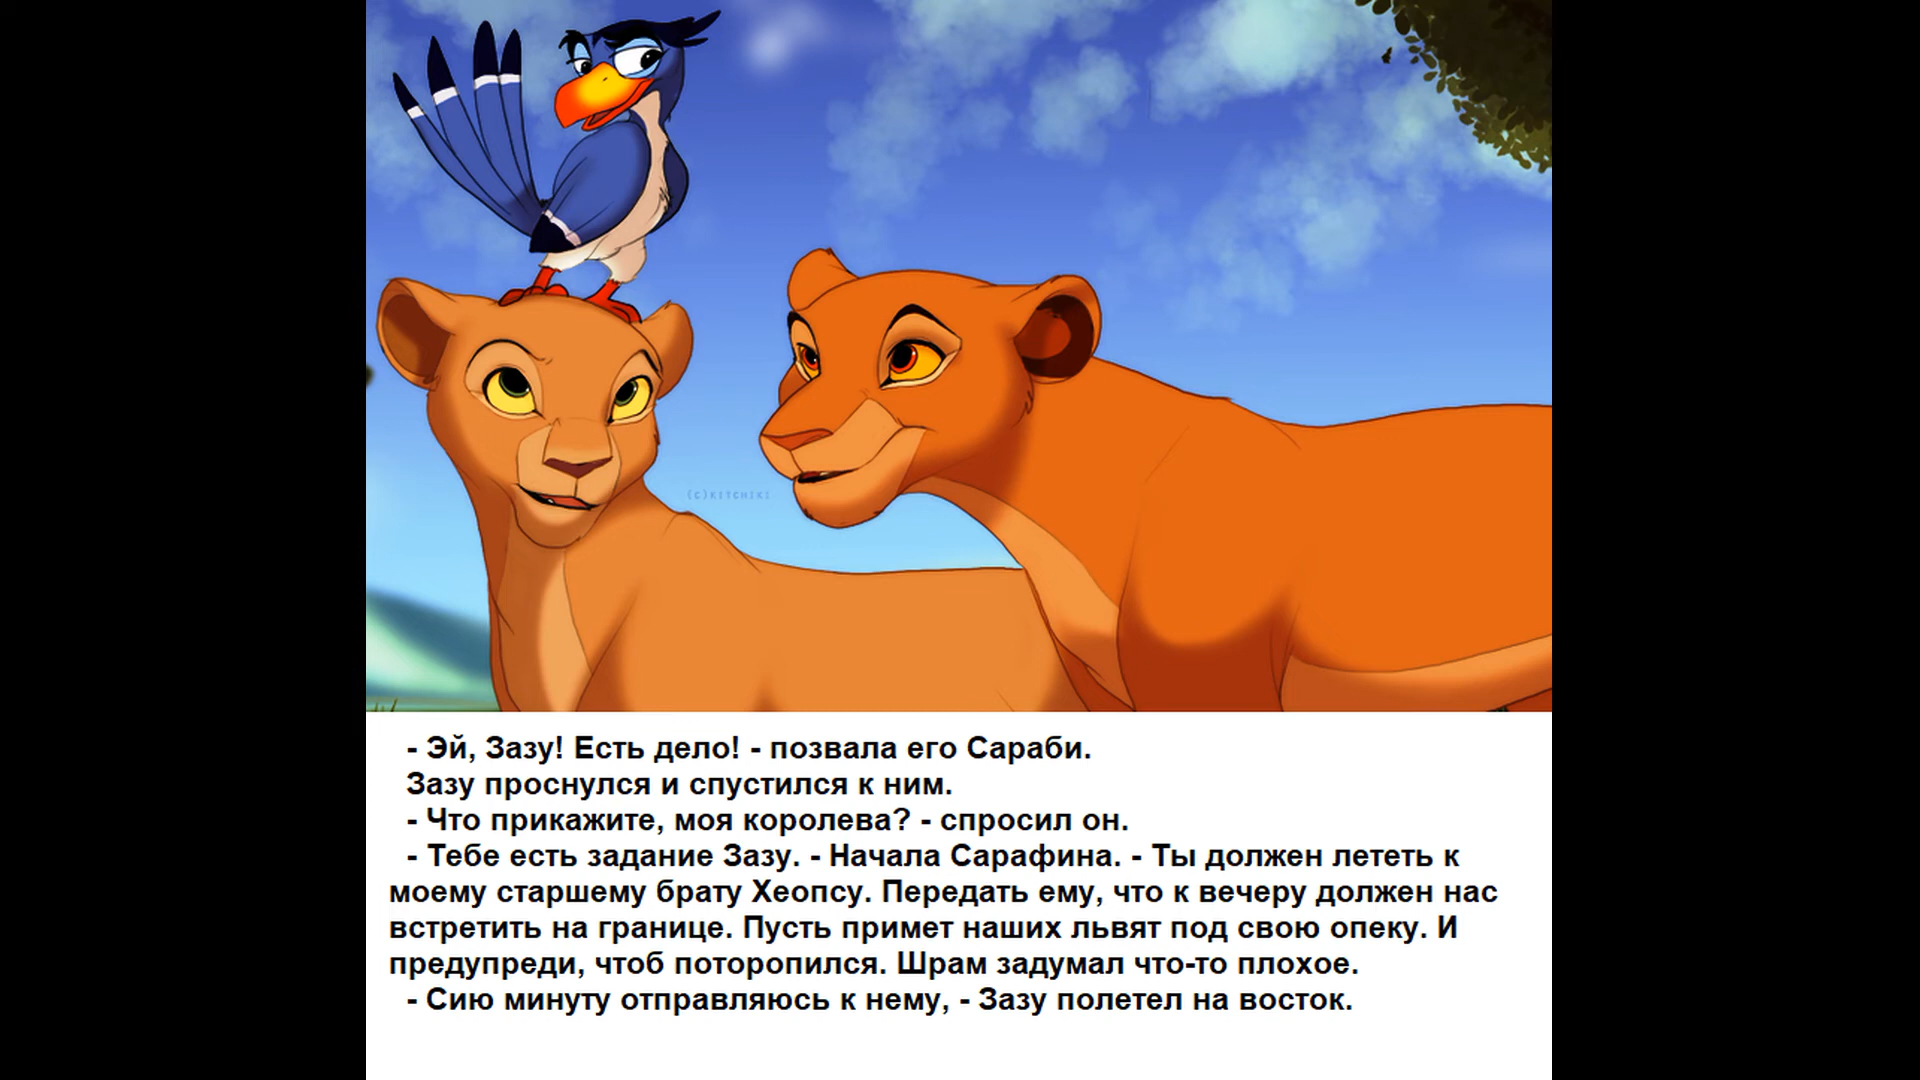 (C)KITCHIKI
- Эй, Зазу! Есть дело! - позвала его Сараби.
Зазу проснулся и спустился к ним.
- Что прикажите, моя королева? - спросил он.
- Тебе есть задание Зазу. - Начала Сарафина. - Ты должен лететь к
моему старшему брату Хеопсу. Передать ему, что к вечеру должен нас
встретить на границе. Пусть примет наших львят под свою опеку. И
предупреди, чтоб поторопился. Шрам задумал что-то плохое.
- Сию минуту отправляюсь к нему, - Зазу полетел на восток.